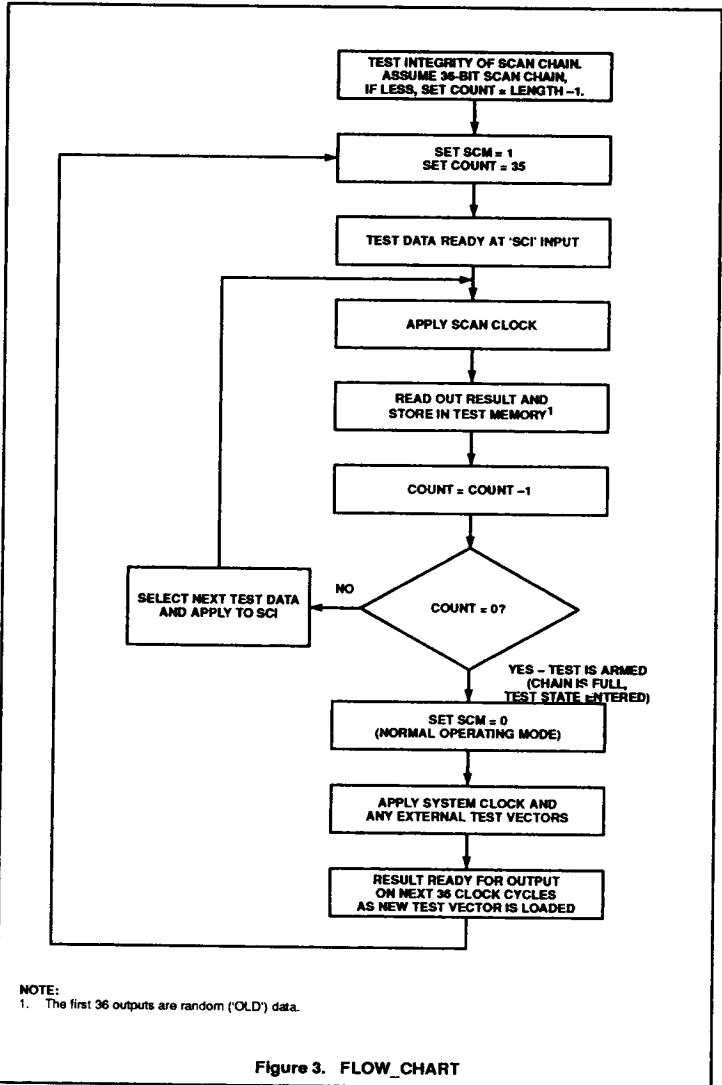 TEST INTEGRITY OF SCAN CHAIN.
ASSUME 36-BIT SCAN CHAIN,
IF LESS, SET COUNT = LENGTH –1.
SET SCM = 1
SET COUNT = 35
TEST DATA READY AT 'SCI' INPUT
APPLY SCAN CLOCK
READ OUT RESULT AND
STORE IN TEST MEMORY1
COUNT = COUNT –1
SELECT NEXT TEST DATA
AND APPLY TO SCI
NO
COUNT = 0?
YES – TEST IS ARMED
(CHAIN IS FULL,
TEST STATE ENTERED)
SET SCM = 0
(NORMAL OPERATING MODE)
APPLY SYSTEM CLOCK AND
ANY EXTERNAL TEST VECTORS
RESULT READY FOR OUTPUT
ON NEXT 36 CLOCK CYCLES
AS NEW TEST VECTOR IS LOADED
NOTE:
1. The first 36 outputs are random ('OLD') data.
Figure 3. FLOW_CHART